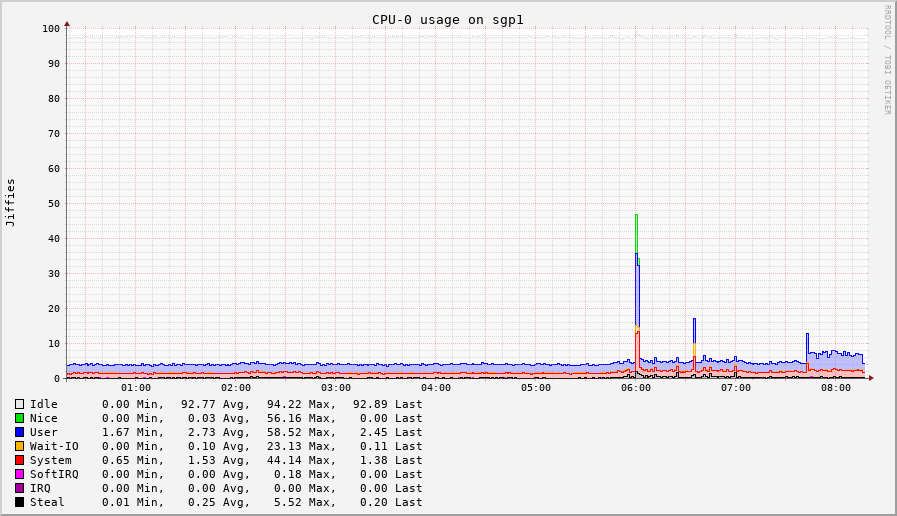 CPU-0 usage on sgp1
RRDTOOL / TOBI OETIKER
Jiffies
100
90
80
70
60
50
40
30
20
10
0
01:00 02:00 03:00 04:00 05:00 06:00 07:00 08:00
Idle 0.00 Min, 92.77 Avg, 94.22 Max, 92.89 Last
Nice 0.00 Min, 0.03 Avg, 56.16 Max, 0.00 Last
User 1.67 Min, 2.73 Avg, 58.52 Max, 2.45 Last
Wait-IO 0.00 Min, 0.10 Avg, 23.13 Max, 0.11 Last
System 0.65 Min, 1.53 Avg, 44.14 Max, 1.38 Last
SoftIRQ 0.00 Min, 0.00 Avg, 0.18 Max, 0.00 Last
IRQ 0.00 Min, 0.00 Avg, 0.00 Max, 0.00 Last
Steal 0.01 Min, 0.25 Avg, 5.52 Max, 0.20 Last